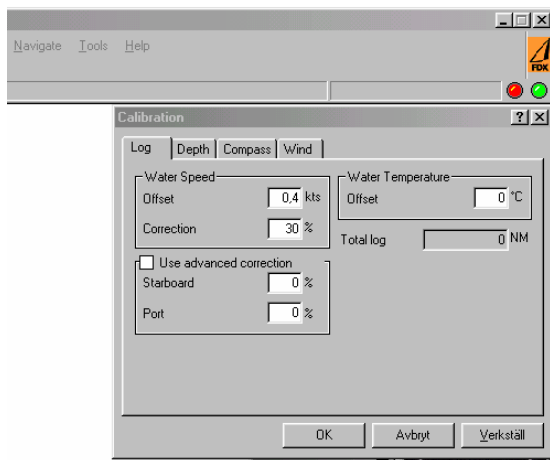 Navigate Tools Help
FDX
Calibration
Log Depth Compass Wind
Water Speed
Offset 0,4 kts
Correction 30 %
Water Temperature
Offset 0 °C
Total log 0 NM
Use advanced correction
Starboard 0 %
Port 0 %
OK Avbryt Verkställ